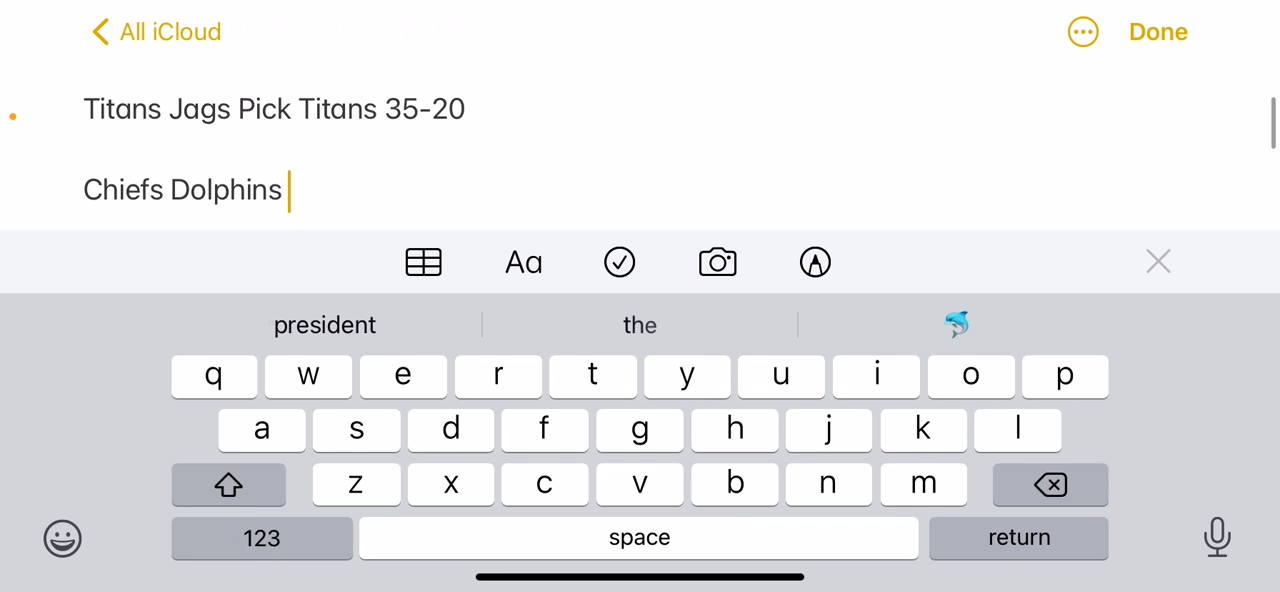 All iCloud
Done
Titans Jags Pick Titans 35-20
Chiefs Dolphins
Aa
president the
q w e r t y u i o p
a s d f g h j k l
z x c v b n m
123 space return